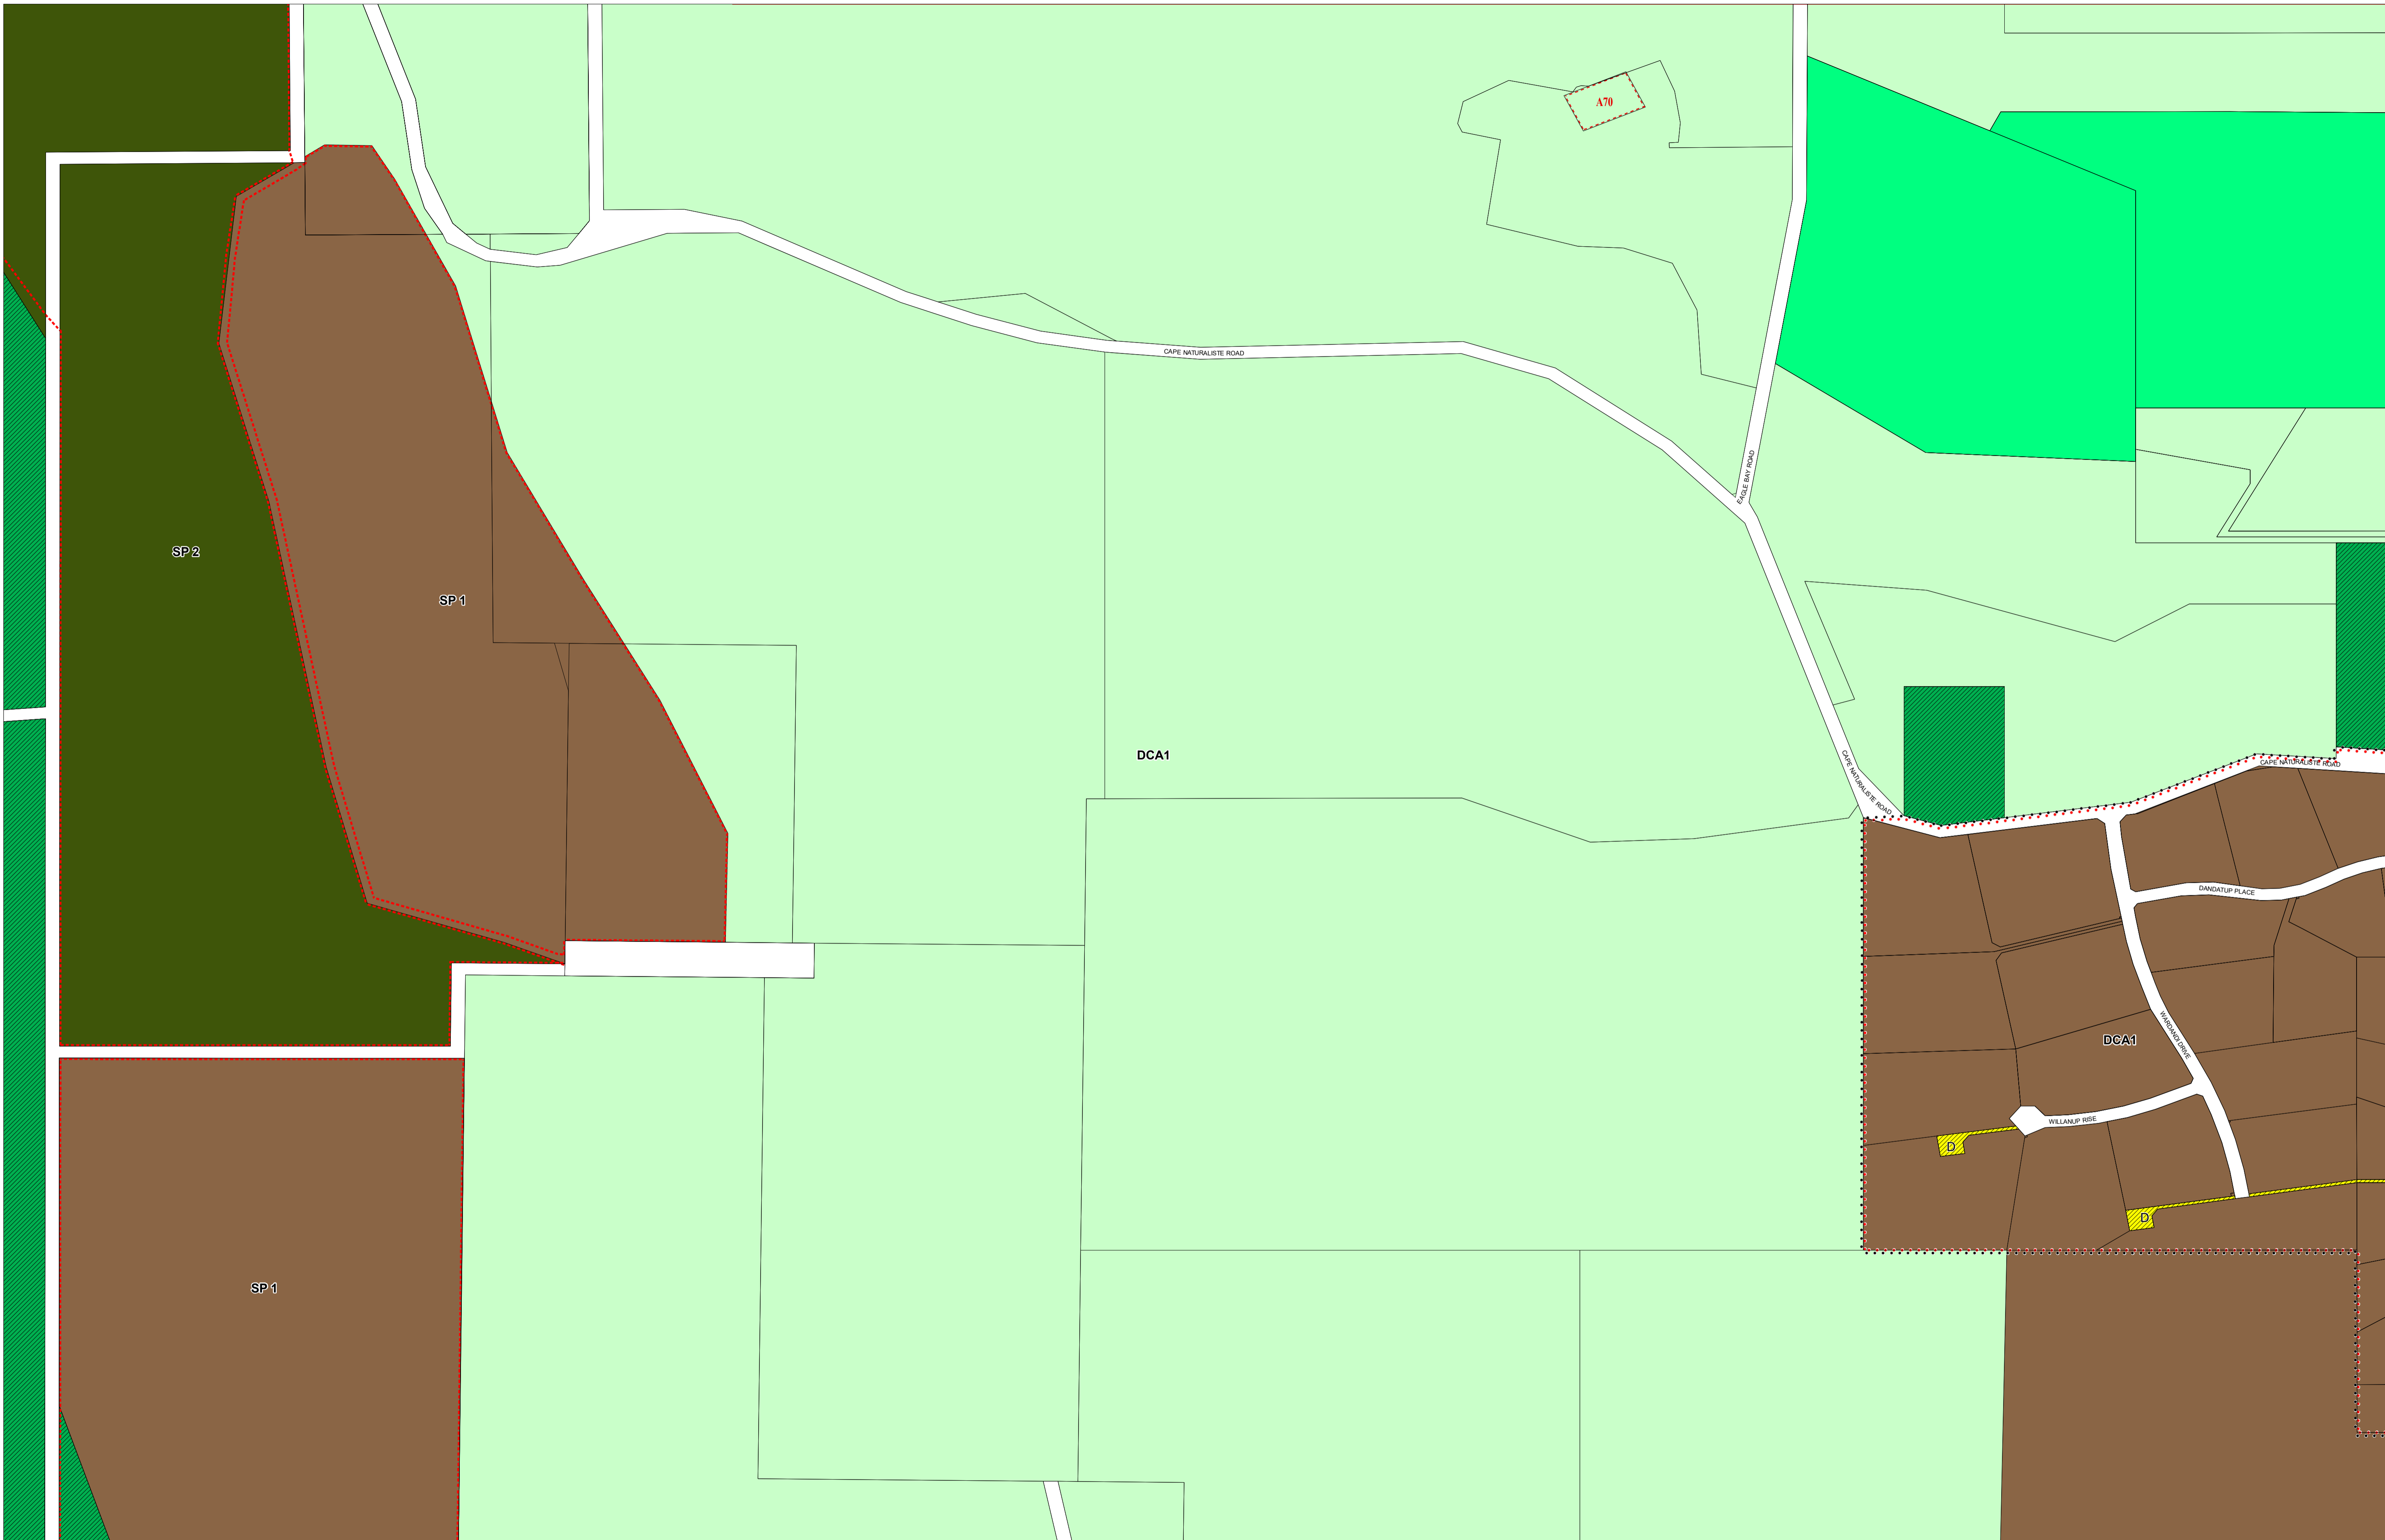 A70
CAPE NATURALISTE ROAD
EAGLE BAY ROAD
SP 2
SP 1
DCA1
CAPE NATURALISTE ROAD
CAPE NATURALISTE ROAD
DANDATUP PLACE
WARDANDI DRIVE
DCA1
WILLANUP RISE
D
D
SP 1